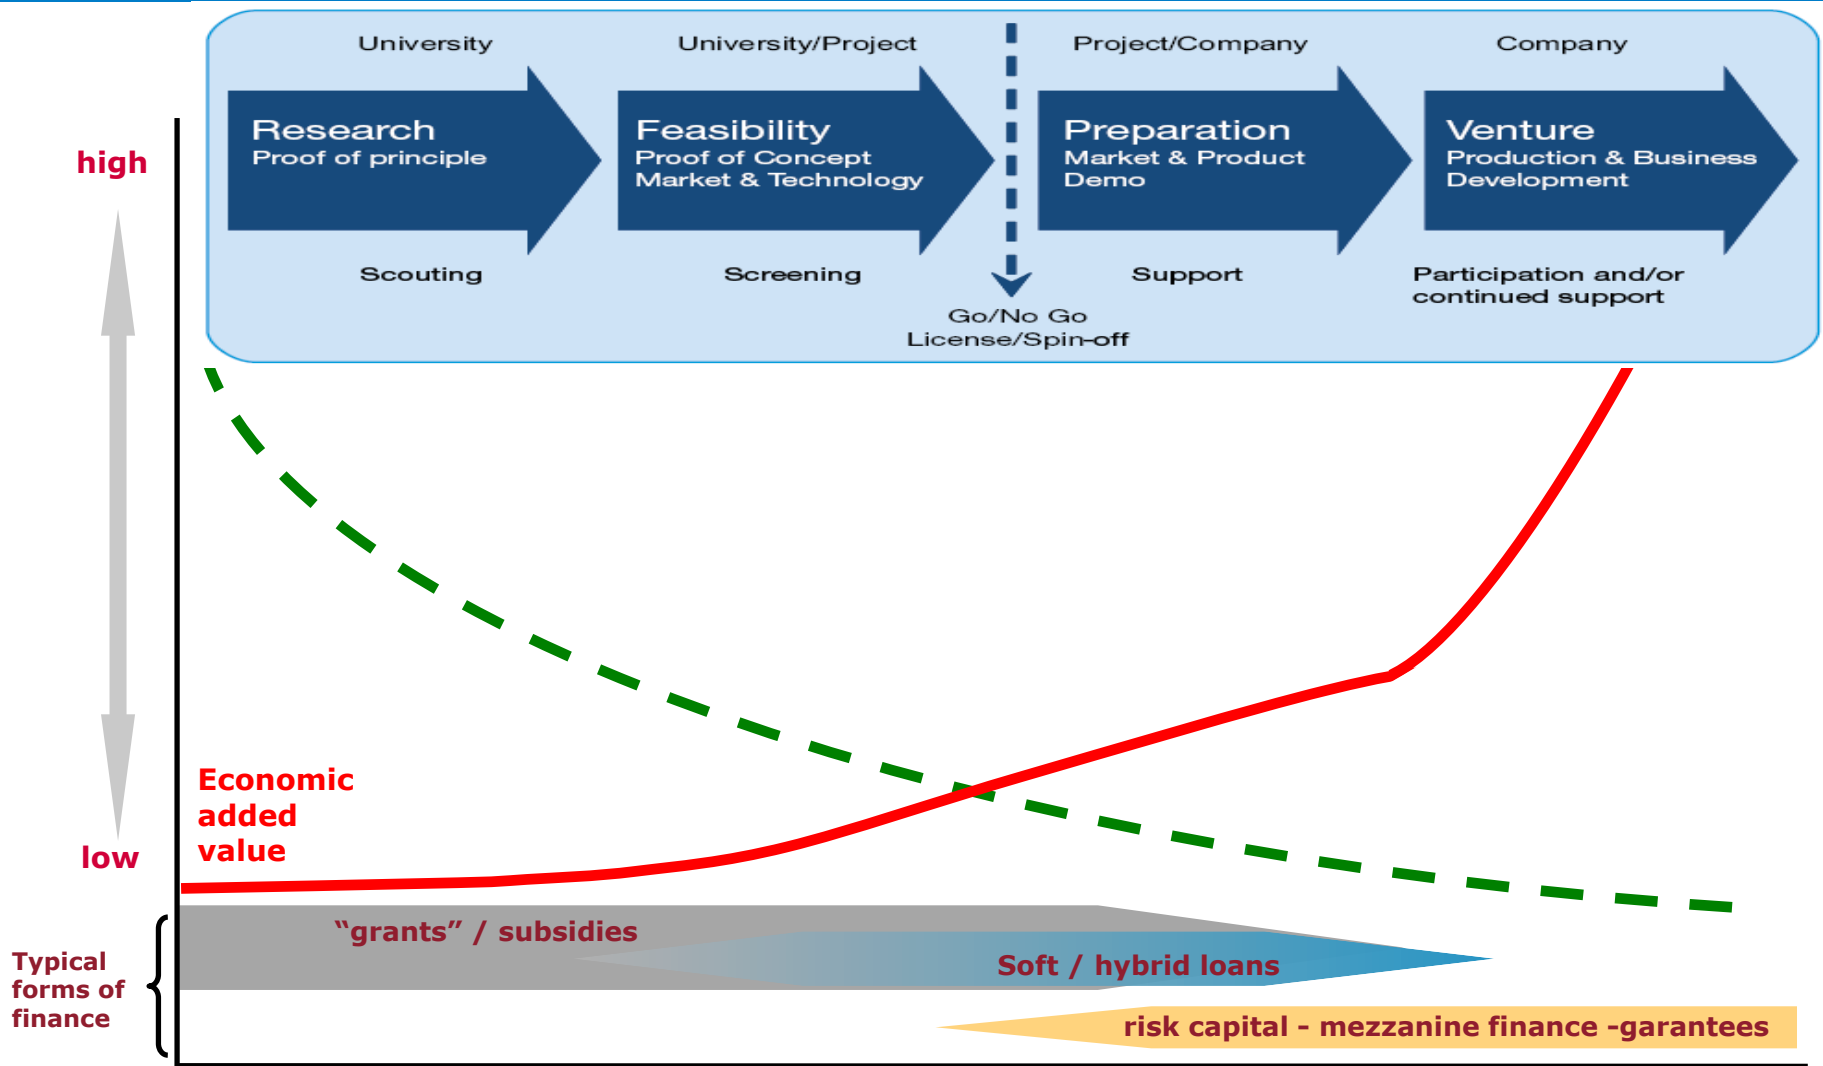 University
University/Project
Project/Company
Company
Research
Proof of principle
Feasibility
Proof of Concept
Market & Technology
Preparation
Market & Product
Demo
Venture
Production & Business
Development
Scouting
Screening
Support
Participation and/or
continued support
Go/No Go
License/Spin-off
high
low
Economic
added
value
Typical
forms of
finance
“grants” / subsidies
Soft / hybrid loans
risk capital - mezzanine finance -garantees